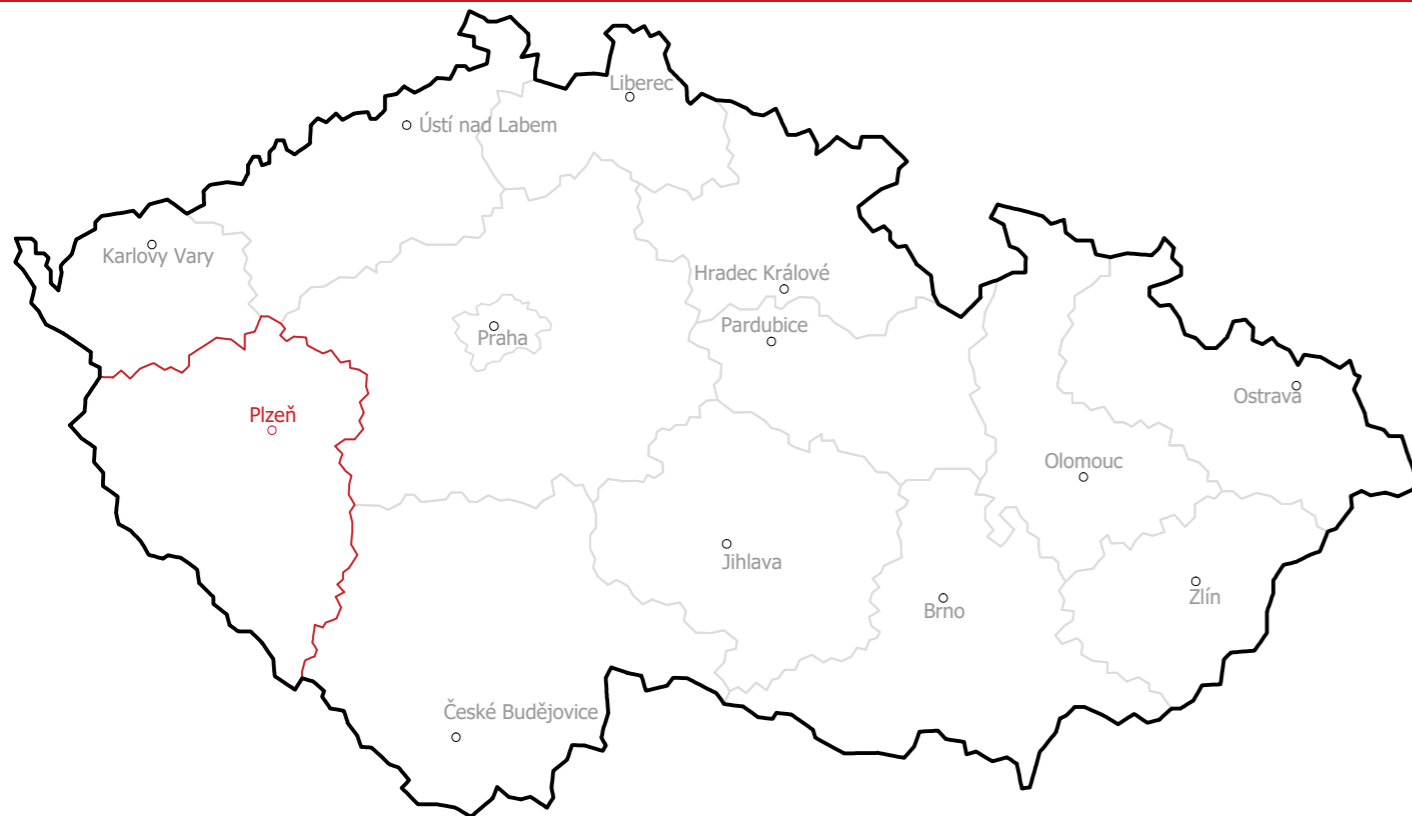 Liberec
Ústí nad Labem
Karlovy Vary
Hradec Králové
Pardubice
Praha
Ostrava
Plzeň
Olomouc
Jihlava
Zlín
Brno
České Budějovice